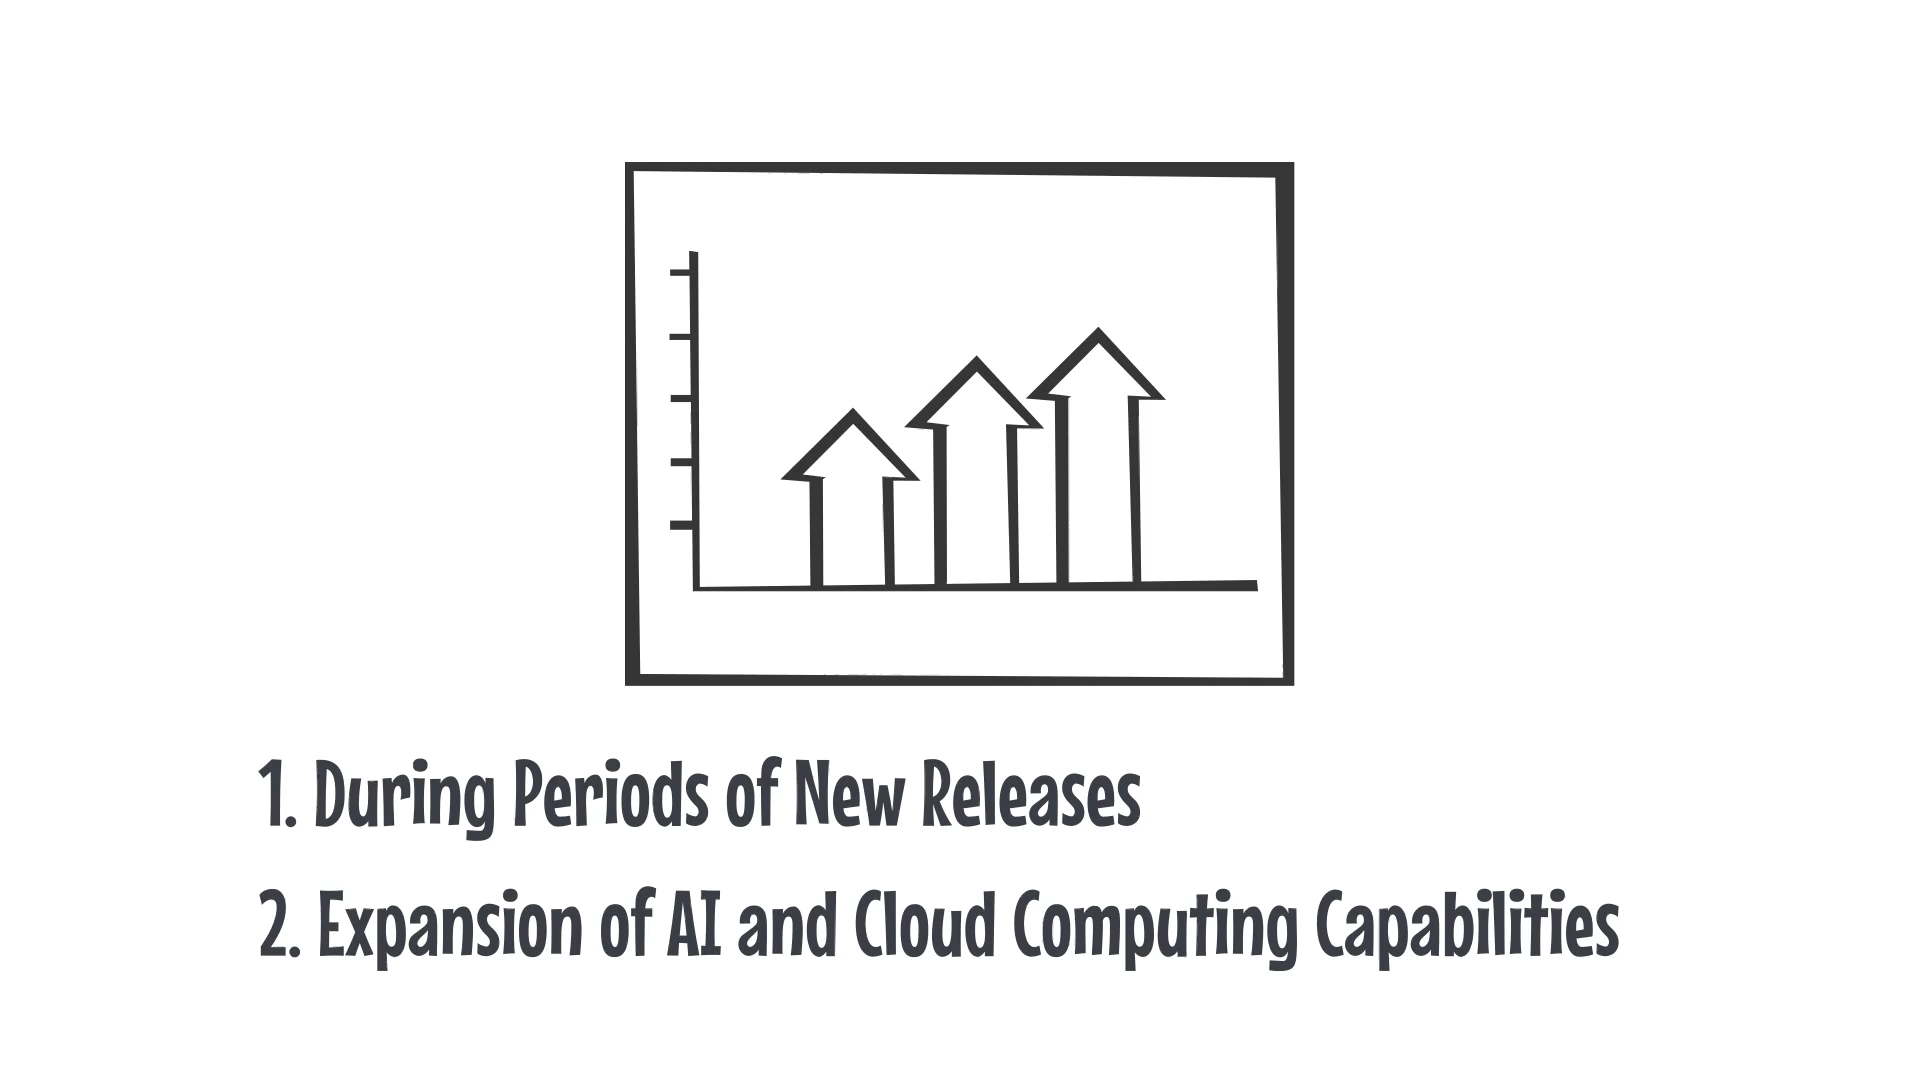 1. During Periods of New Releases
2. Expansion of AI and Cloud Computing Capabilities